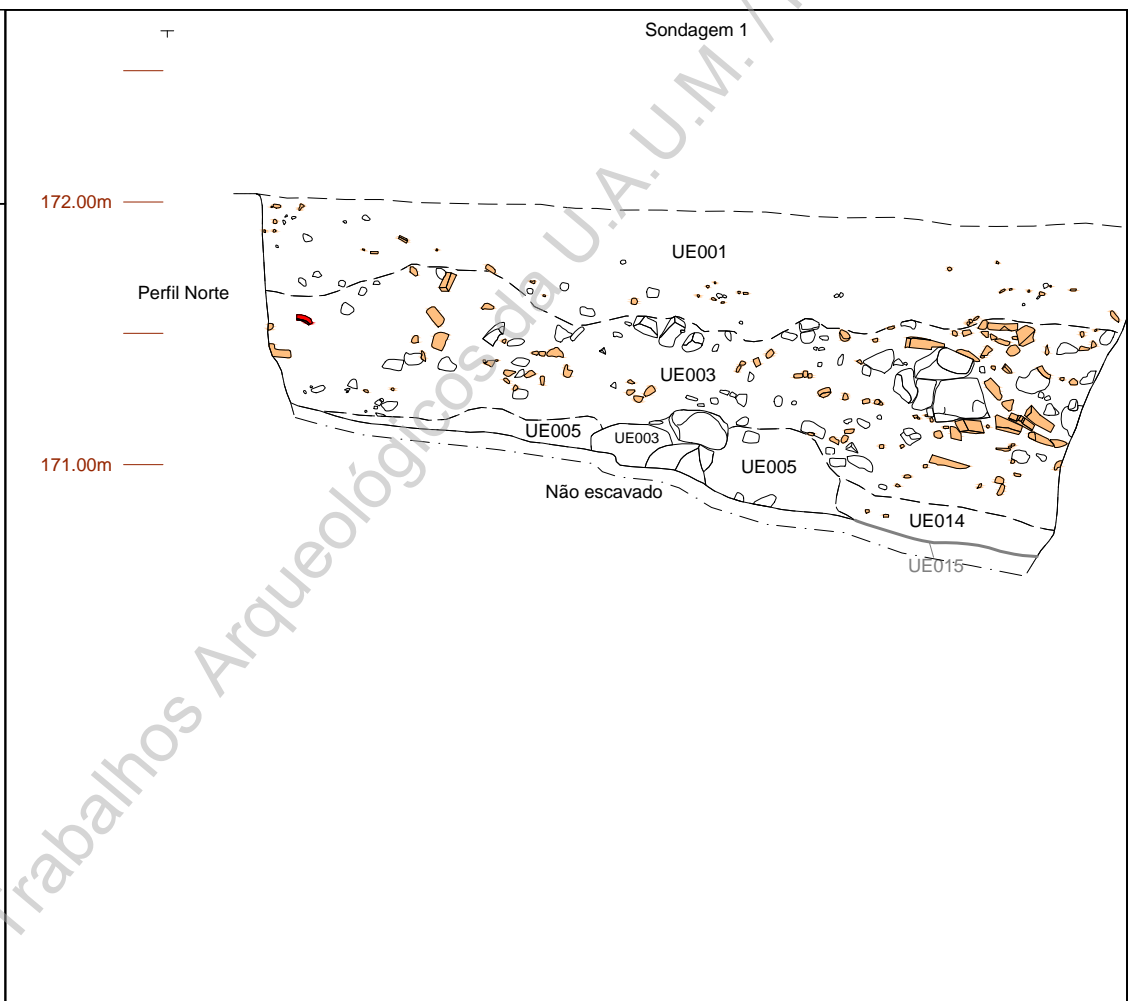 Sondagem 1
172.00m
UE001
Perfil Norte
UE003
UE005
UE003
171.00m
UE005
Não escavado
UE014
UE015
Trabalhos Arqueológicos da U.A.U.M. /